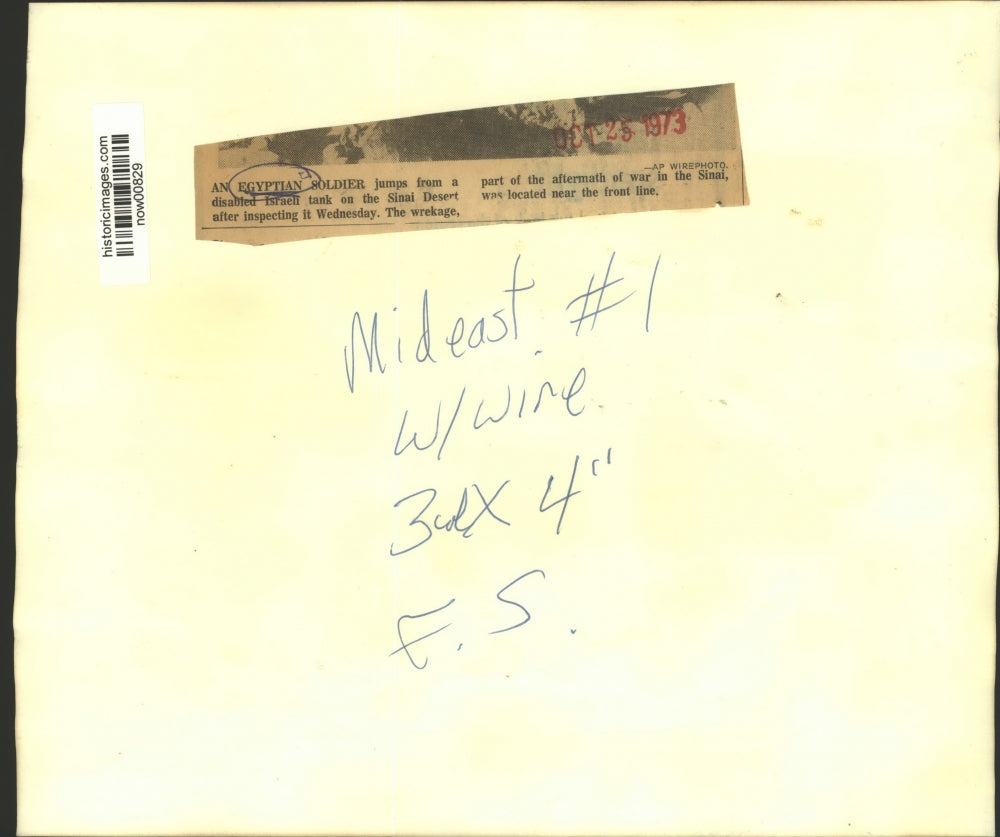 historicimages.com
now00829
OCT 25 1973
—AP WIREPHOTO.
AN EGYPTIAN SOLDIER jumps from a
disabled Israeli tank on the Sinai Desert
after inspecting it Wednesday. The wrekage,
part of the aftermath of war in the Sinai,
was located near the front line.
Mideast #1
w/wire
3colX 4"
F. S.